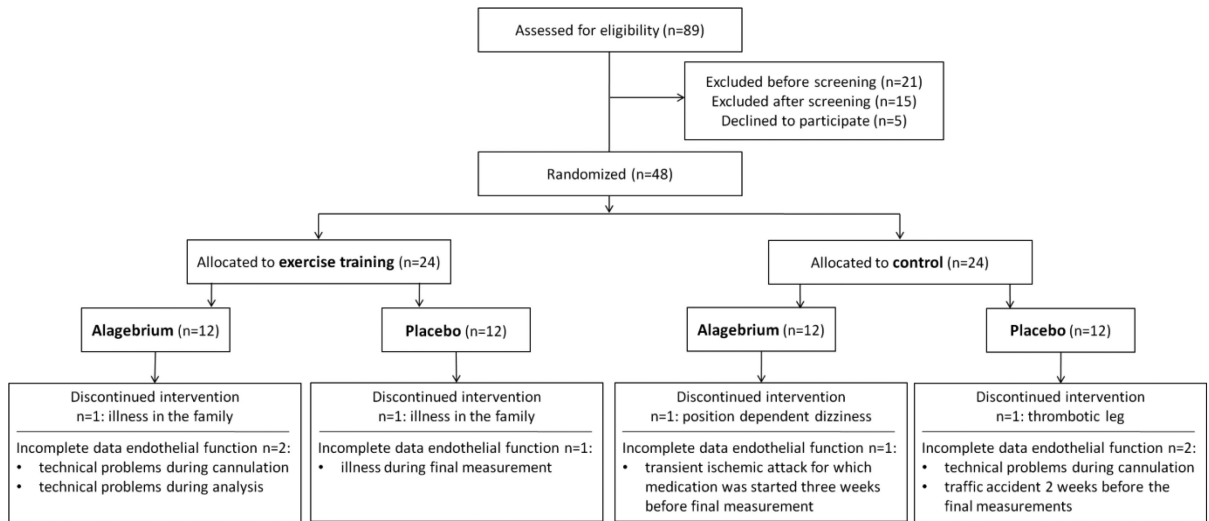 Assessed for eligibility (n=89)
Excluded before screening (n=21)
Excluded after screening (n=15)
Declined to participate (n=5)
Randomized (n=48)
Allocated to exercise training (n=24)
Allocated to control (n=24)
Alagebrium (n=12)
Placebo (n=12)
Alagebrium (n=12)
Placebo (n=12)
Discontinued intervention
n=1: illness in the family
Incomplete data endothelial function n=2:
• technical problems during cannulation
• technical problems during analysis
Discontinued intervention
n=1: illness in the family
Incomplete data endothelial function n=1:
• illness during final measurement
Discontinued intervention
n=1: position dependent dizziness
Incomplete data endothelial function n=1:
• transient ischemic attack for which
medication was started three weeks
before final measurement
Discontinued intervention
n=1: thrombotic leg
Incomplete data endothelial function n=2:
• technical problems during cannulation
• traffic accident 2 weeks before the
final measurements